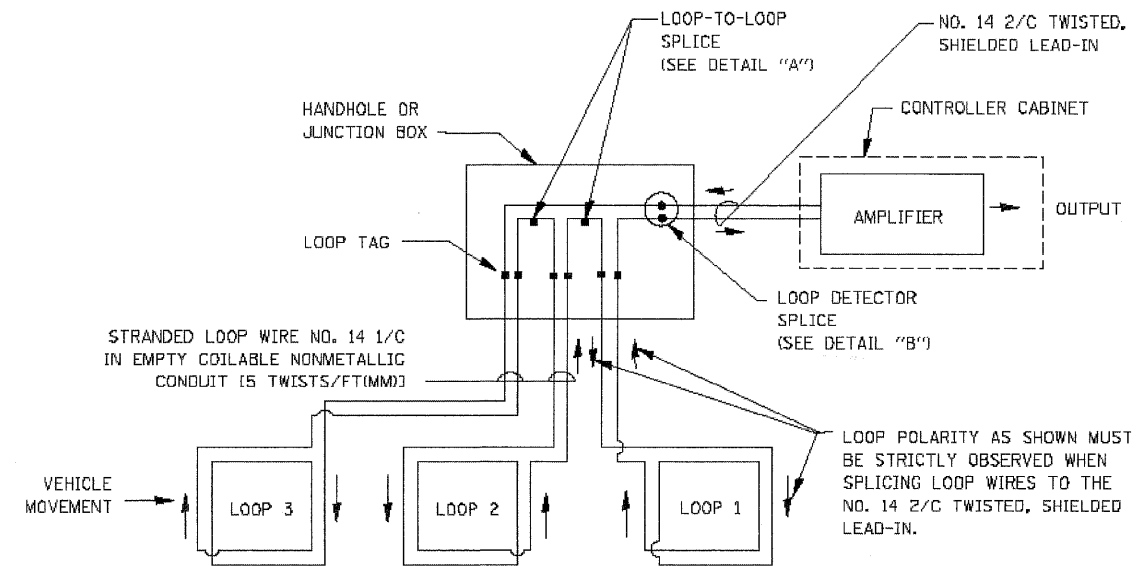 LOOP-TO-LOOP
SPLICE
(SEE DETAIL "A")
NO. 14 2/C TWISTED,
SHIELDED LEAD-IN
HANDHOLE OR
JUNCTION BOX
CONTROLLER CABINET
AMPLIFIER
OUTPUT
LOOP TAG
LOOP DETECTOR
SPLICE
(SEE DETAIL "B")
STRANDED LOOP WIRE NO. 14 1/C
IN EMPTY COILABLE NONMETALLIC
CONDUIT [5 TWISTS/FT(MM)]
LOOP POLARITY AS SHOWN MUST
BE STRICTLY OBSERVED WHEN
SPLICING LOOP WIRES TO THE
NO. 14 2/C TWISTED, SHIELDED
LEAD-IN.
VEHICLE
MOVEMENT
LOOP 3
LOOP 2
LOOP 1